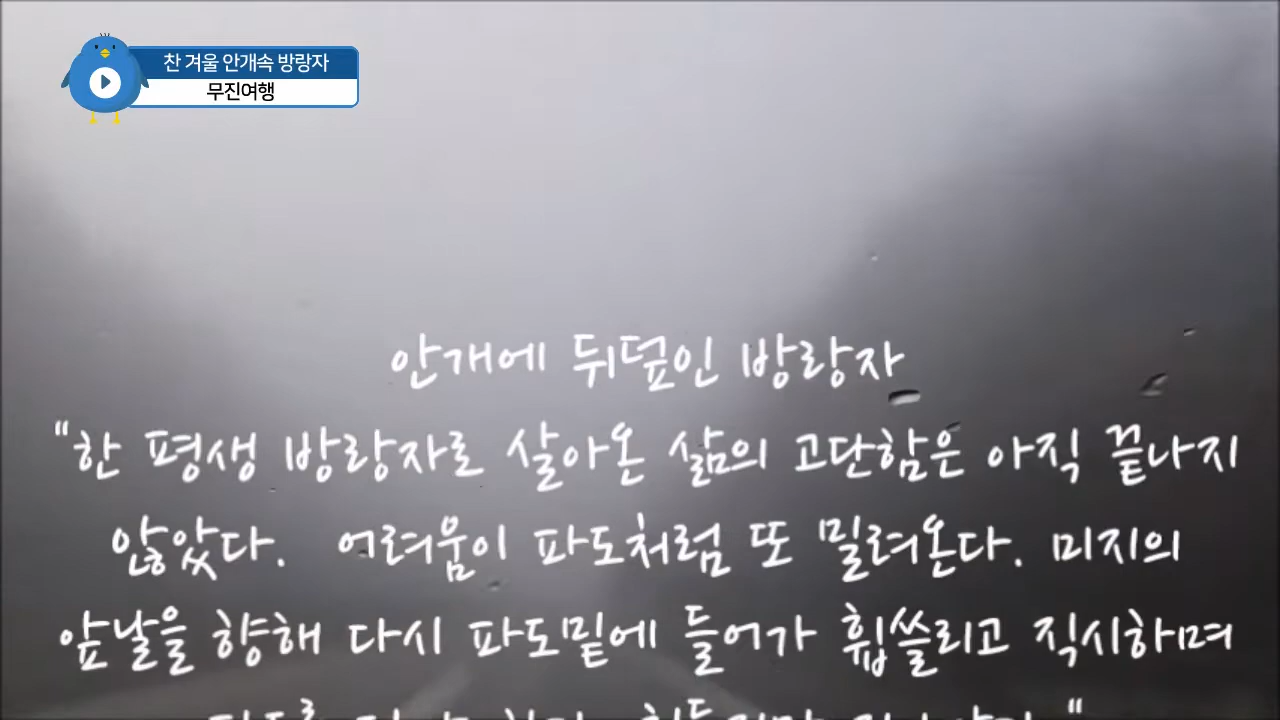 찬 겨울 안개속 방랑자
무진여행
안개에 뒤덮인 방랑자
"한 평생 방랑자로 살아온 삶의 고단함은 아직 끝나지
않았다. 어려움이 파도처럼 또 밀려온다. 미지의
앞날을 향해 다시 파도밑에 들어가 휩쓸리고 직시하며